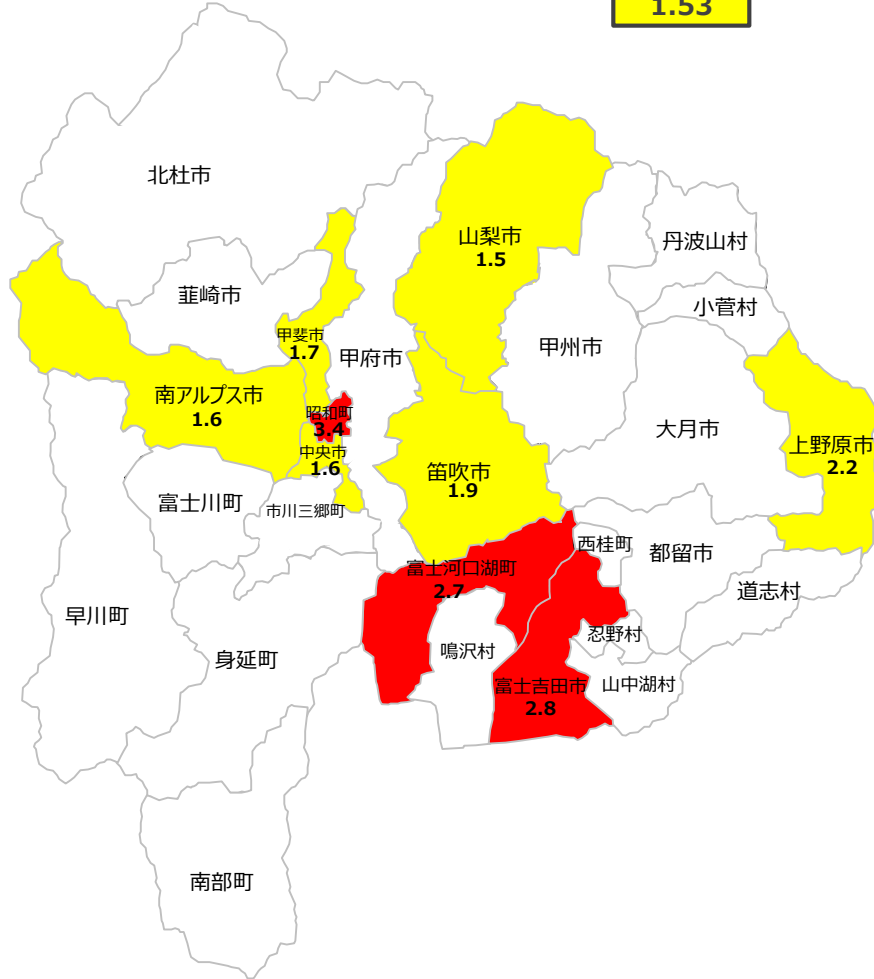 1.53
北杜市
山梨市
1.5
丹波山村
韮崎市
小菅村
甲斐市
1.7
甲府市
甲州市
南アルプス市
1.6
昭和町
3.4
大月市
上野原市
2.2
中央市
1.6
笛吹市
1.9
富士川町
市川三郷町
西桂町
都留市
富士河口湖町
2.7
道志村
早川町
忍野村
身延町
鳴沢村
富士吉田市
2.8
山中湖村
南部町